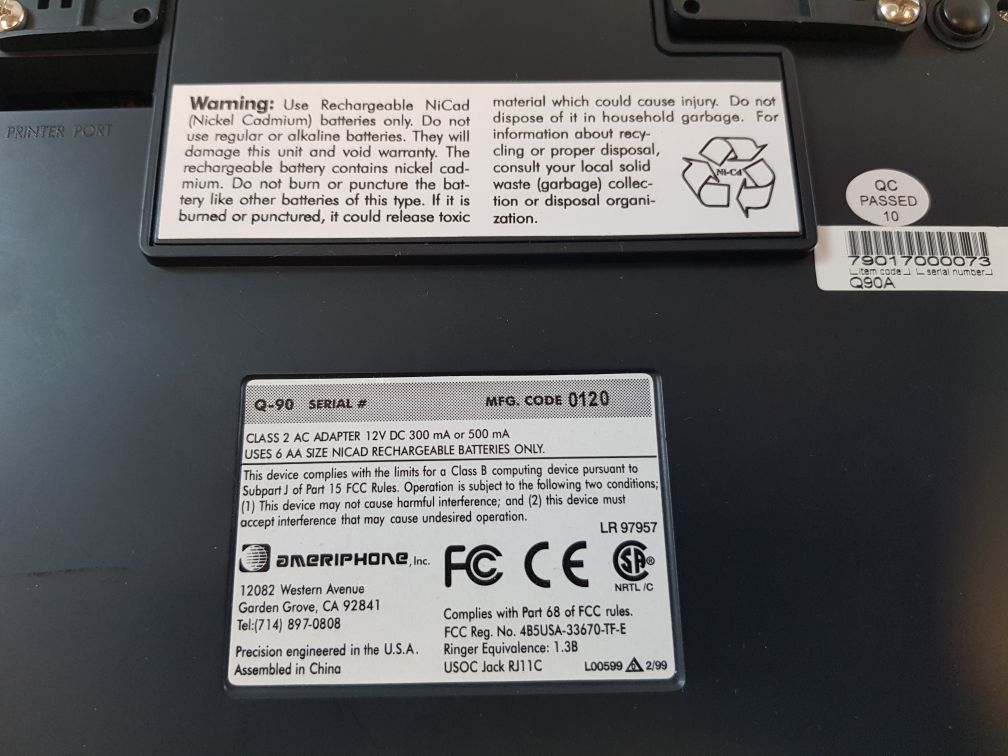 PRINTER PORT
Warning: Use Rechargeable NiCad
(Nickel Cadmium) batteries only. Do not
use regular or alkaline batteries. They will
damage this unit and void warranty. The
rechargeable battery contains nickel cad-
mium. Do not burn or puncture the bat-
tery like other batteries of this type. If it is
burned or punctured, it could release toxic
material which could cause injury. Do not
dispose of it in household garbage. For
information about recy-
cling or proper disposal,
consult your local solid
waste (garbage) collec-
tion or disposal organi-
zation.
Ni-Cd
QC
PASSED
10
79017000073
Item code serial number
Q90A
Q-90 SERIAL # MFG. CODE 0120
CLASS 2 AC ADAPTER 12V DC 300 mA or 500 mA
USES 6 AA SIZE NICAD RECHARGEABLE BATTERIES ONLY.
This device complies with the limits for a Class B computing device pursuant to
Subpart J of Part 15 FCC Rules. Operation is subject to the following two conditions;
(1) This device may not cause harmful interference; and (2) this device must
accept interference that may cause undesired operation.
LR 97957
AMERIPHONE, Inc.
FC CE SA®
NRTL/C
12082 Western Avenue
Garden Grove, CA 92841
Tel:(714) 897-0808
Precision engineered in the U.S.A.
Assembled in China
Complies with Part 68 of FCC rules.
FCC Reg. No. 4B5USA-33670-TF-E
Ringer Equivalence: 1.3B
USOC Jack RJ11C
L00599 2/99